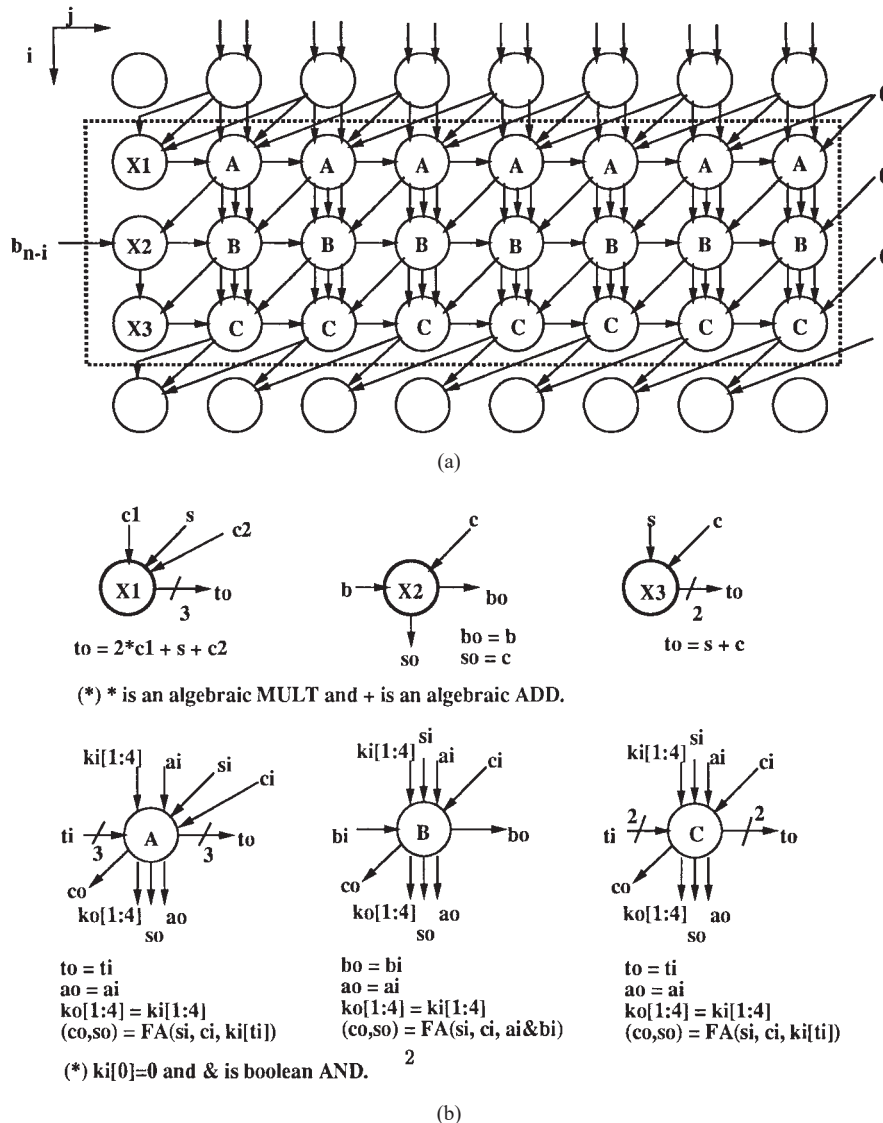 j
i
0
X1 A A A A A A A
0
b_{n-i} X2 B B B B B B B
0
X3 C C C C C C C
(a)
c1 s c2
X1 3 to
to = 2*c1 + s + c2
c
b X2 bo
so
bo = b
so = c
s c
X3 2 to
to = s + c
(*) * is an algebraic MULT and + is an algebraic ADD.
ki[1:4] ai si ci
ti 3 A 3 to
co
ko[1:4] so ao
to = ti
ao = ai
ko[1:4] = ki[1:4]
(co,so) = FA(si, ci, ki[ti])
ki[1:4] si ai ci
bi B bo
co
ko[1:4] so ao
bo = bi
ao = ai
ko[1:4] = ki[1:4]
(co,so) = FA(si, ci, ai&bi)
ki[1:4] si ai ci
ti 2 C 2 to
co
ko[1:4] so ao
to = ti
ao = ai
ko[1:4] = ki[1:4]
(co,so) = FA(si, ci, ki[ti])
2
(*) ki[0]=0 and & is boolean AND.
(b)